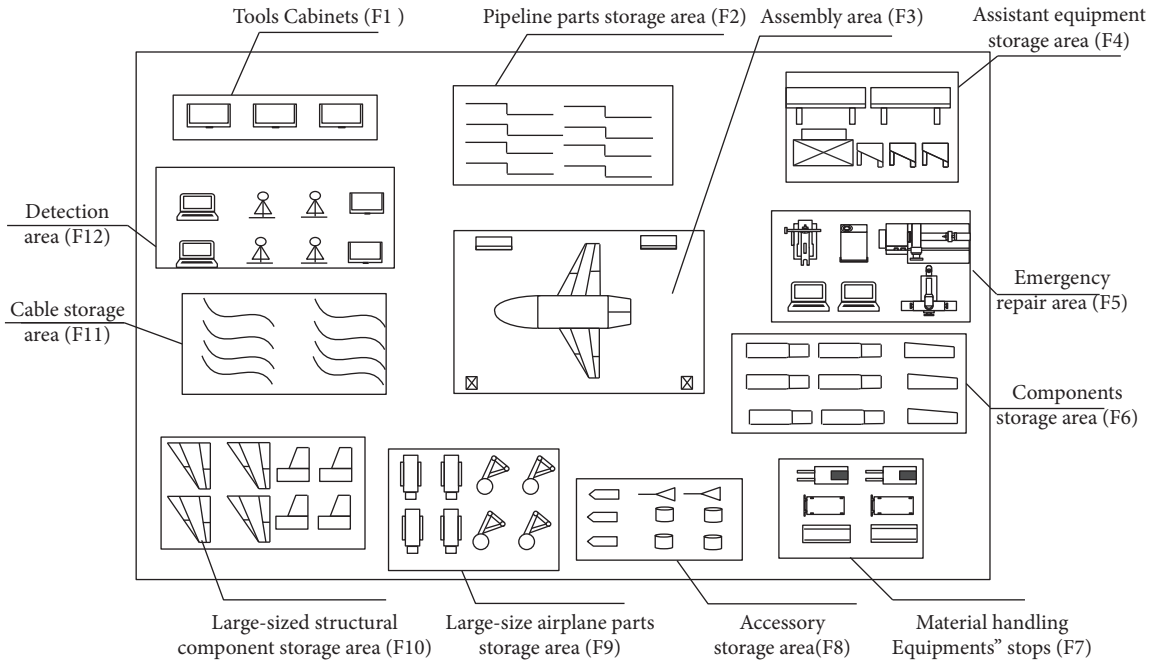 Tools Cabinets (F1 )
Pipeline parts storage area (F2)
Assembly area (F3)
Assistant equipment
storage area (F4)
Detection
area (F12)
Emergency
repair area (F5)
Cable storage
area (F11)
Components
storage area (F6)
Large-sized structural
component storage area (F10)
Large-size airplane parts
storage area (F9)
Accessory
storage area(F8)
Material handling
Equipments” stops (F7)